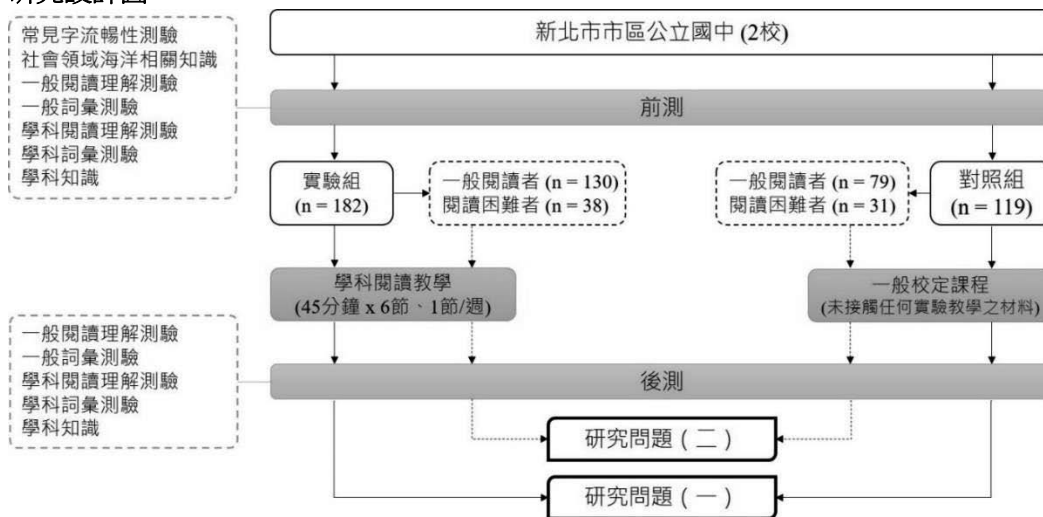 常見字流暢性測驗
社會領域海洋相關知識
一般閱讀理解測驗
一般詞彙測驗
學科閱讀理解測驗
學科詞彙測驗
學科知識
新北市市區公立國中 (2校)
前測
實驗組
(n = 182)
一般閱讀者 (n = 130)
閱讀困難者 (n = 38)
一般閱讀者 (n = 79)
閱讀困難者 (n = 31)
對照組
(n = 119)
學科閱讀教學
(45分鐘 x 6節、1節/週)
一般校定課程
(未接觸任何實驗教學之材料)
一般閱讀理解測驗
一般詞彙測驗
學科閱讀理解測驗
學科詞彙測驗
學科知識
後測
研究問題（二）
研究問題（一）